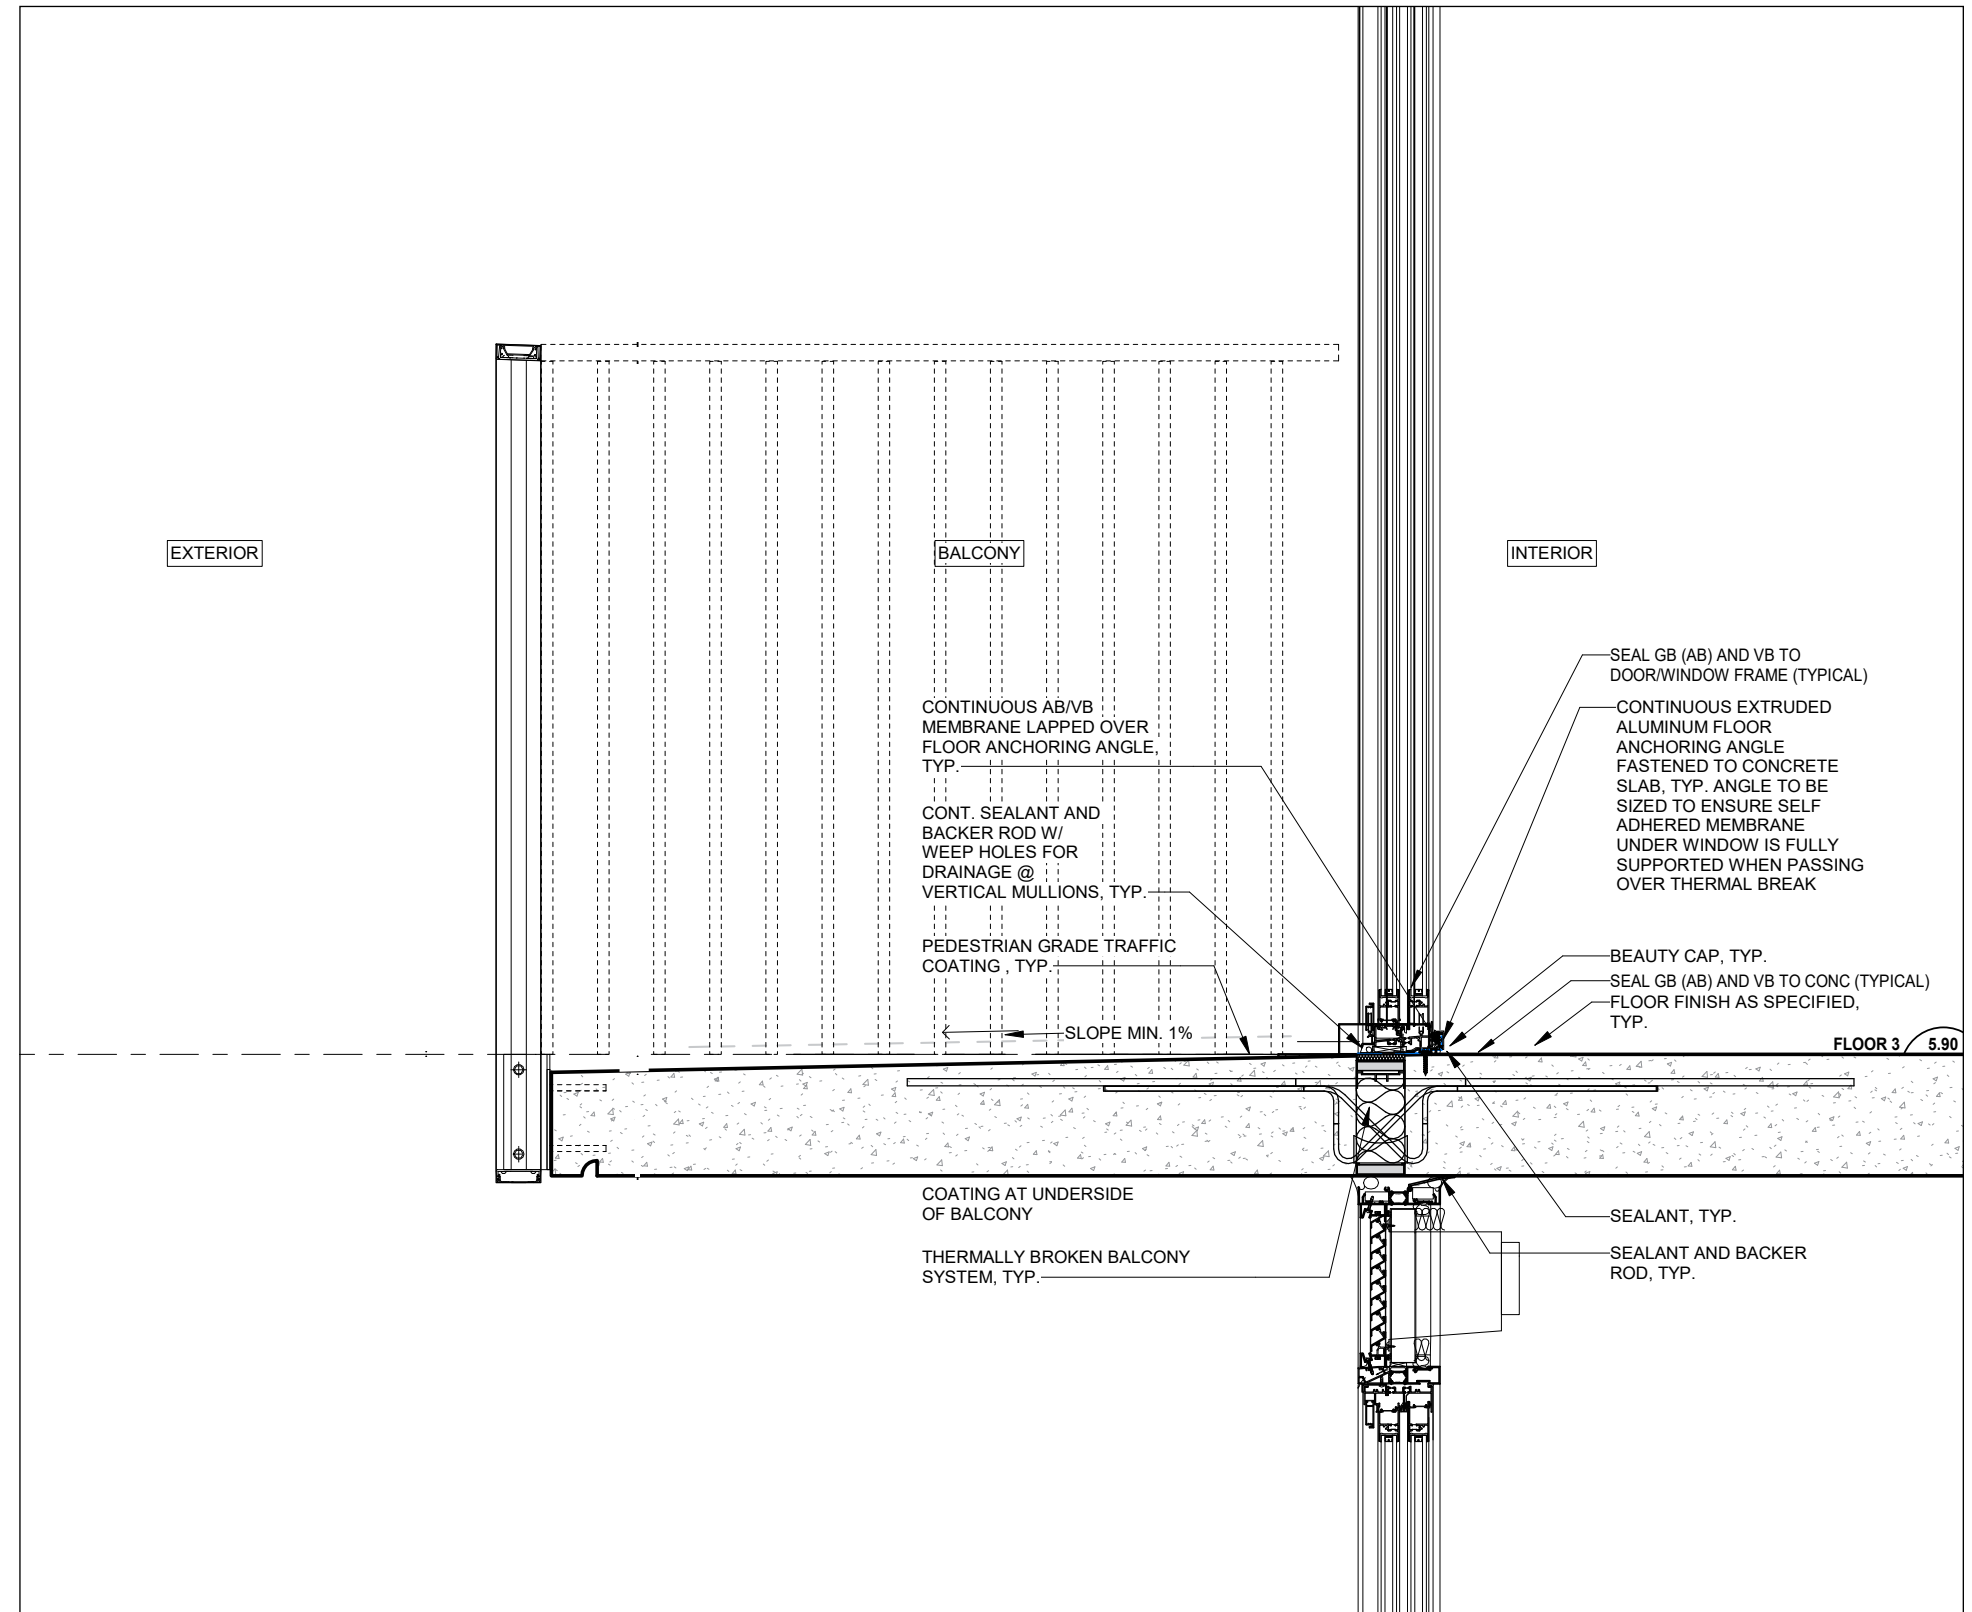 EXTERIOR
BALCONY
INTERIOR
SEAL GB (AB) AND VB TO
DOOR/WINDOW FRAME (TYPICAL)
CONTINUOUS AB/VB
MEMBRANE LAPPED OVER
FLOOR ANCHORING ANGLE,
TYP.
CONTINUOUS EXTRUDED
ALUMINUM FLOOR
ANCHORING ANGLE
FASTENED TO CONCRETE
SLAB, TYP. ANGLE TO BE
SIZED TO ENSURE SELF
ADHERED MEMBRANE
UNDER WINDOW IS FULLY
SUPPORTED WHEN PASSING
OVER THERMAL BREAK
CONT. SEALANT AND
BACKER ROD W/
WEEP HOLES FOR
DRAINAGE @
VERTICAL MULLIONS, TYP.
PEDESTRIAN GRADE TRAFFIC
COATING , TYP.
BEAUTY CAP, TYP.
SEAL GB (AB) AND VB TO CONC (TYPICAL)
FLOOR FINISH AS SPECIFIED,
TYP.
SLOPE MIN. 1%
FLOOR 3 5.90
COATING AT UNDERSIDE
OF BALCONY
SEALANT, TYP.
THERMALLY BROKEN BALCONY
SYSTEM, TYP.
SEALANT AND BACKER
ROD, TYP.